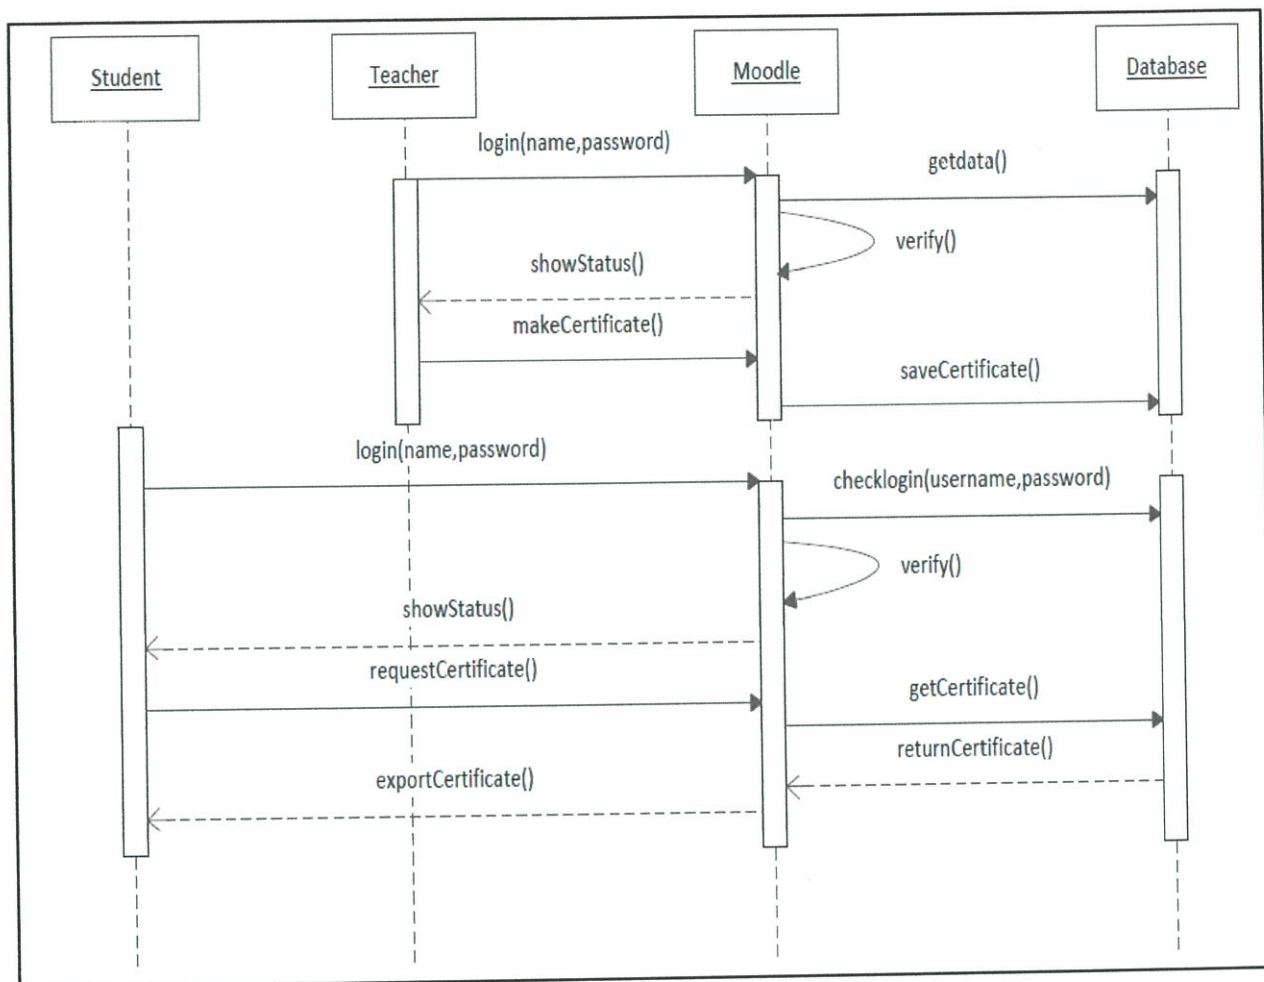 Student
Teacher
Moodle
Database
login(name,password)
getdata()
verify()
showStatus()
makeCertificate()
saveCertificate()
login(name,password)
checklogin(username,password)
verify()
showStatus()
requestCertificate()
getCertificate()
returnCertificate()
exportCertificate()